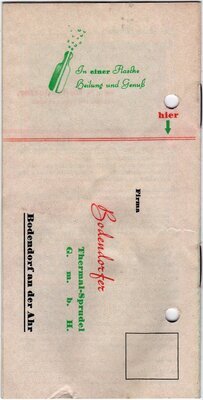 In einer Flasche
Heilung und Genuß
hier
Firma
Bodendorfer
Thermal-Sprudel
G. m. b. H.
Bodendorf an der Ahr